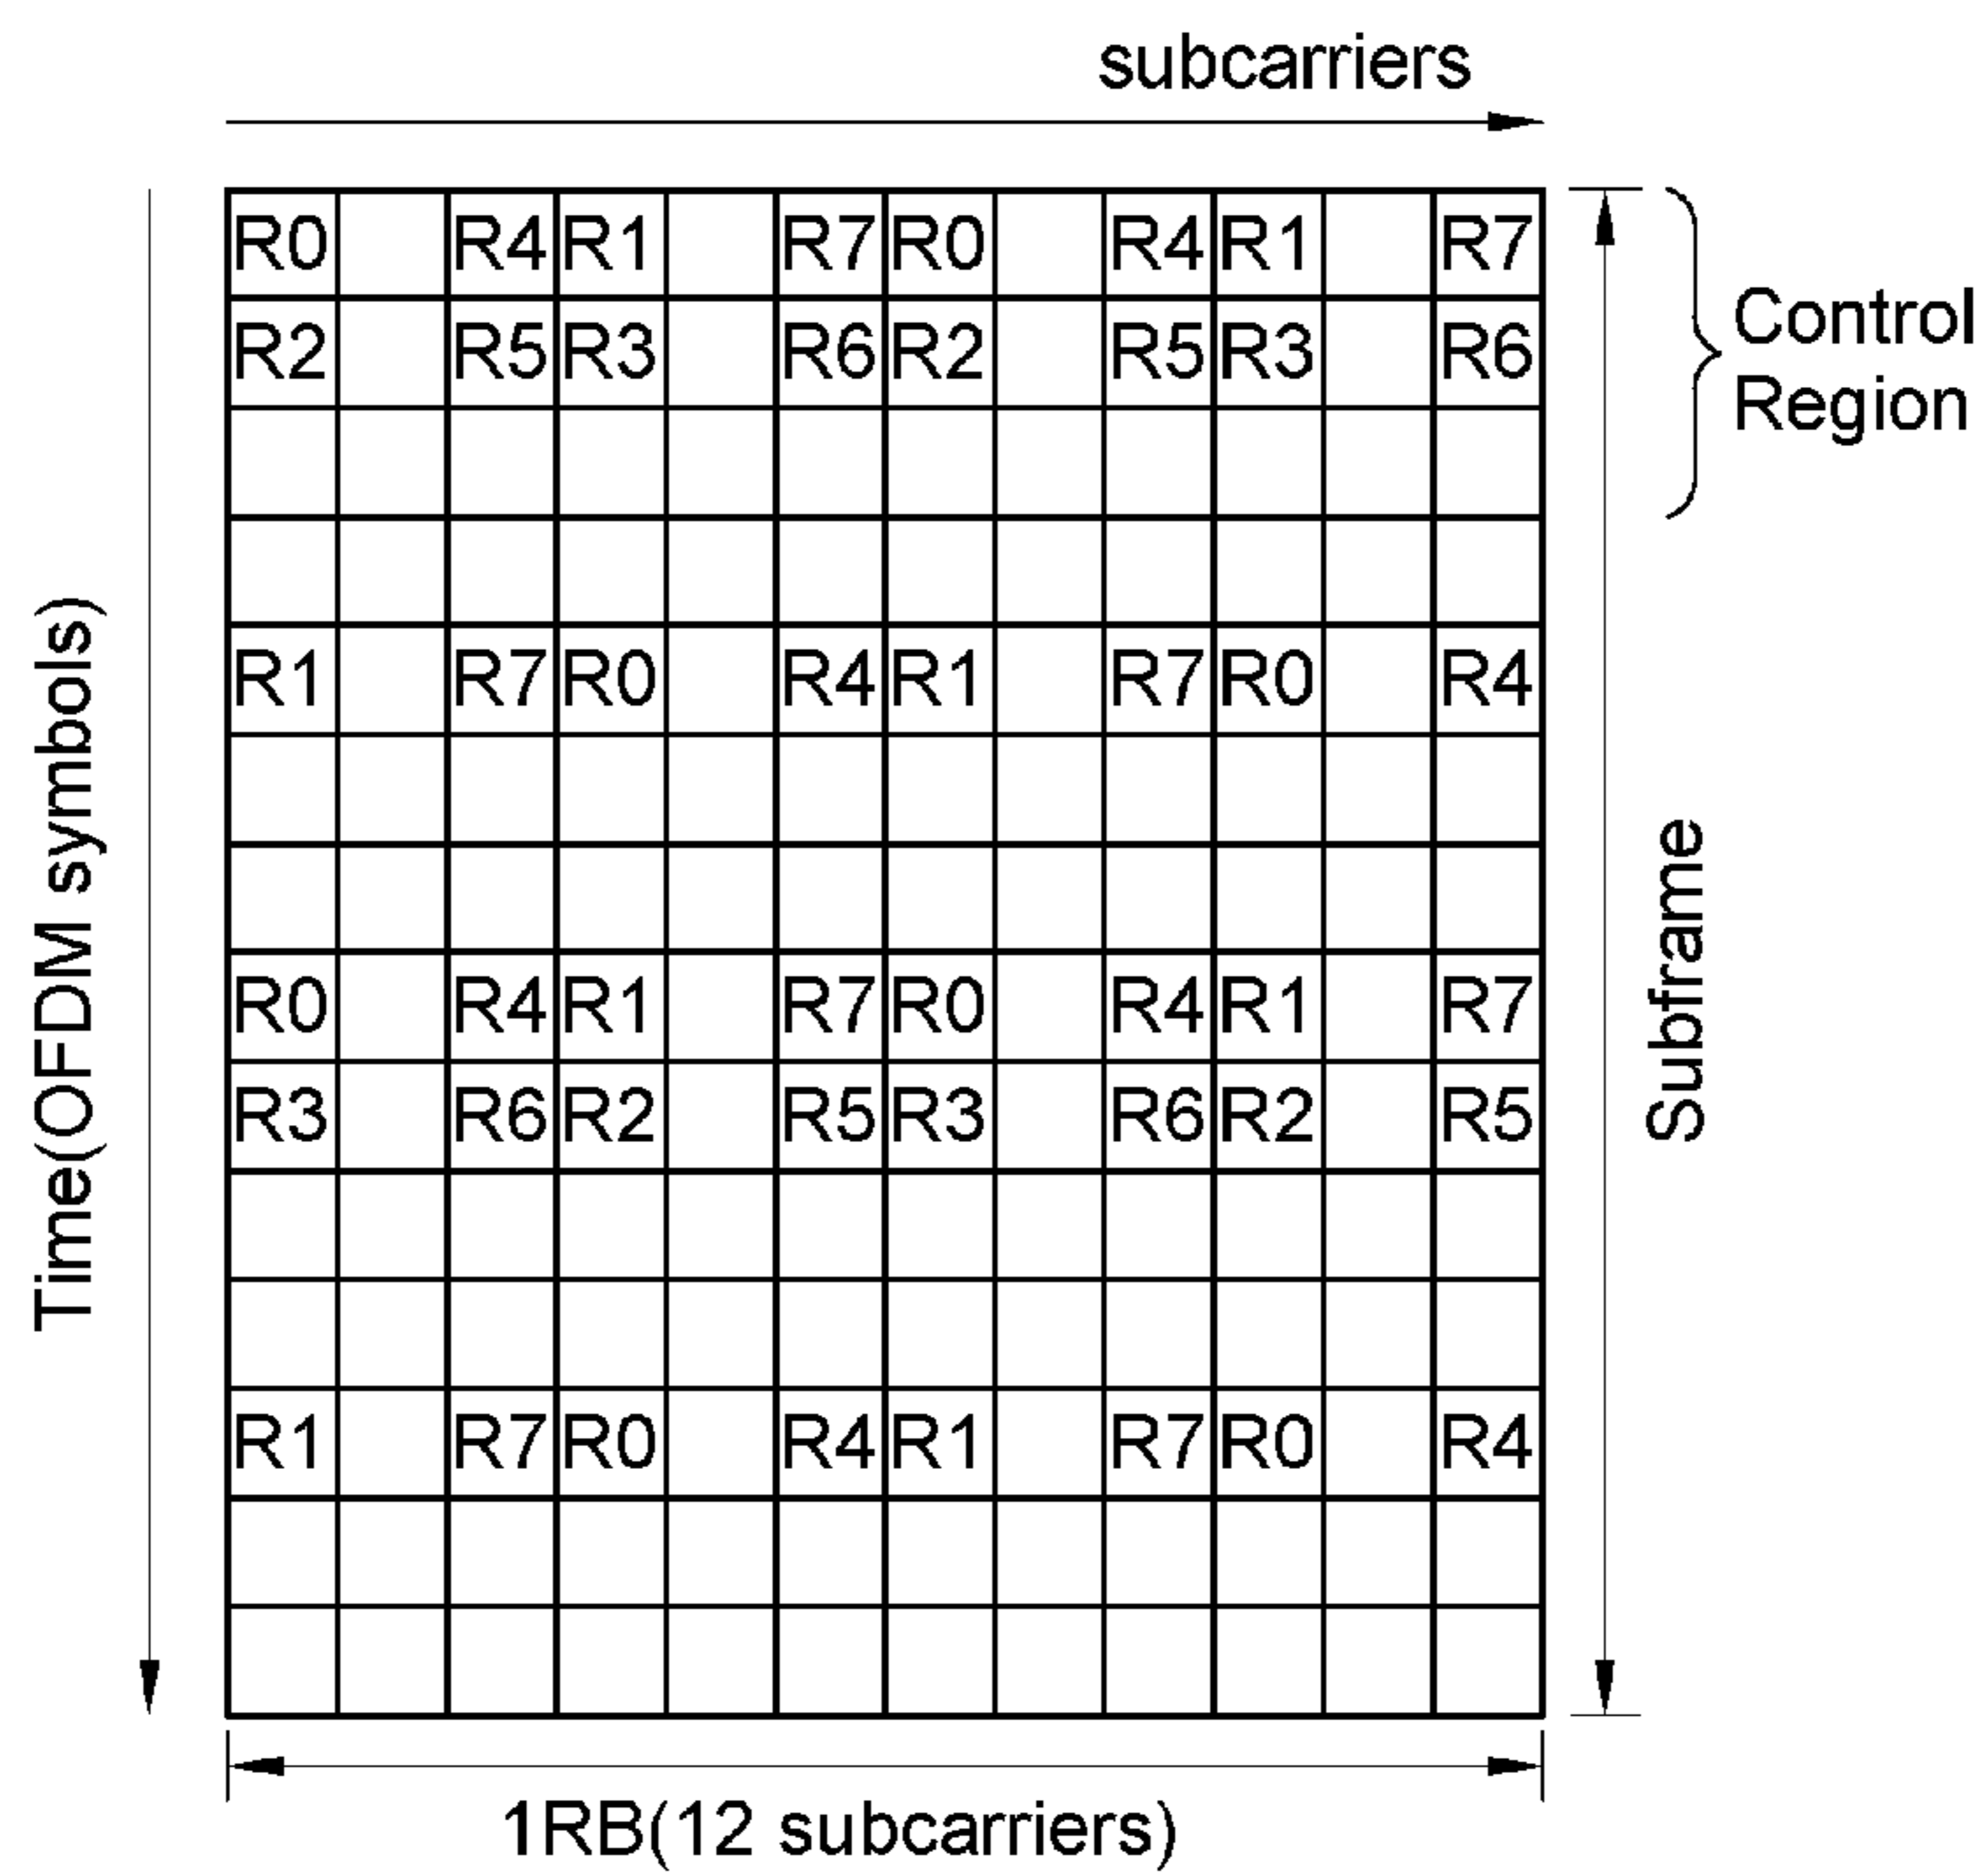 subcarriers
R0 R4 R1 R7 R0 R4 R1 R7
R2 R5 R3 R6 R2 R5 R3 R6
Control
Region
R1 R7 R0 R4 R1 R7 R0 R4
R0 R4 R1 R7 R0 R4 R1 R7
R3 R6 R2 R5 R3 R6 R2 R5
R1 R7 R0 R4 R1 R7 R0 R4
Time(OFDM symbols)
Subframe
1RB(12 subcarriers)